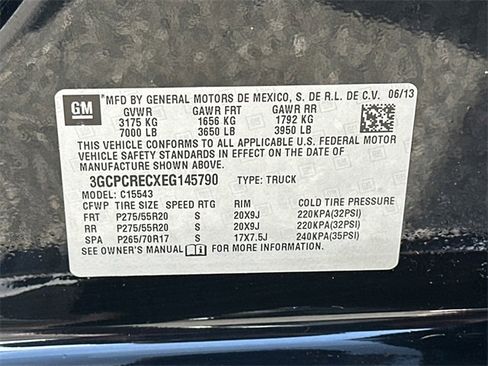 GM
*MFD BY GENERAL MOTORS DE MEXICO, S. DE R.L. DE C.V. 06/13
GVWR GAWR FRT GAWR RR
3175 KG 1656 KG 1792 KG
7000 LB 3650 LB 3950 LB
THIS VEHICLE CONFORMS TO ALL APPLICABLE U.S. FEDERAL MOTOR
VEHICLE SAFETY STANDARDS IN EFFECT ON THE DATE OF
MANUFACTURE SHOWN ABOVE.
3GCPCRECXEG145790 TYPE: TRUCK
MODEL: C15543
CFWP TIRE SIZE SPEED RTG RIM COLD TIRE PRESSURE
FRT P275/55R20 S 20X9J 220KPA(32PSI)
RR P275/55R20 S 20X9J 220KPA(32PSI)
SPA P265/70R17 S 17X7.5J 240KPA(35PSI)
SEE OWNER'S MANUAL FOR MORE INFORMATION.